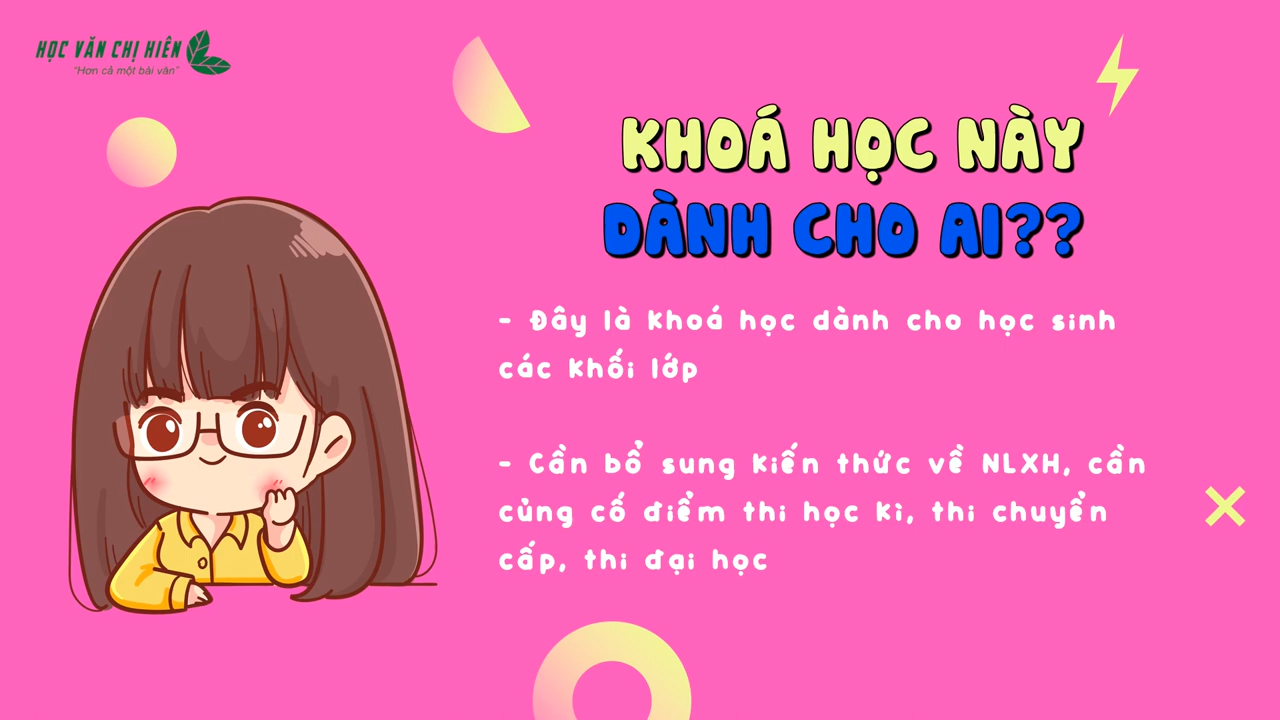 HỌC VĂN CHỊ HIÊN
"Hơn cả một bài văn"
KHOÁ HỌC NÀY
DÀNH CHO AI??
- Đây là khoá học dành cho học sinh
các khối lớp
- Cần bổ sung kiến thức về NLXH, cần
củng cố điểm thi học kì, thi chuyển
cấp, thi đại học